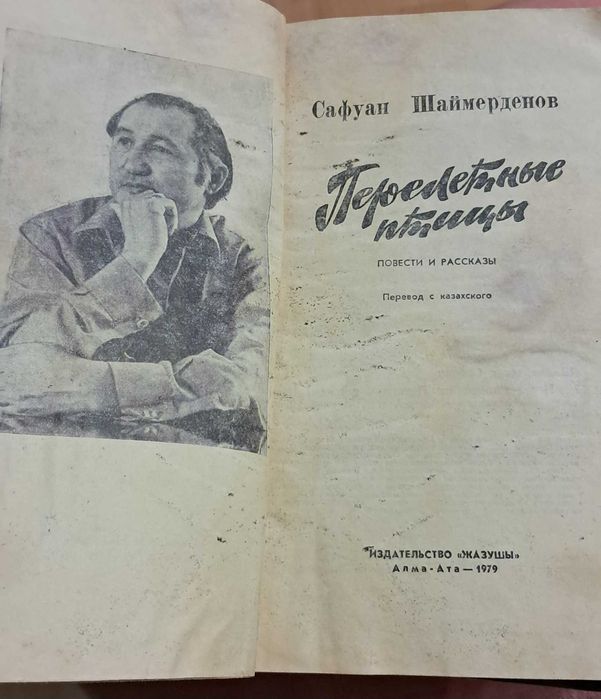 Сафуан Шаймерденов
Перелетные
птицы
ПОВЕСТИ И РАССКАЗЫ
Перевод с казахского
ИЗДАТЕЛЬСТВО «ЖАЗУШЫ»
Алма-Ата — 1979